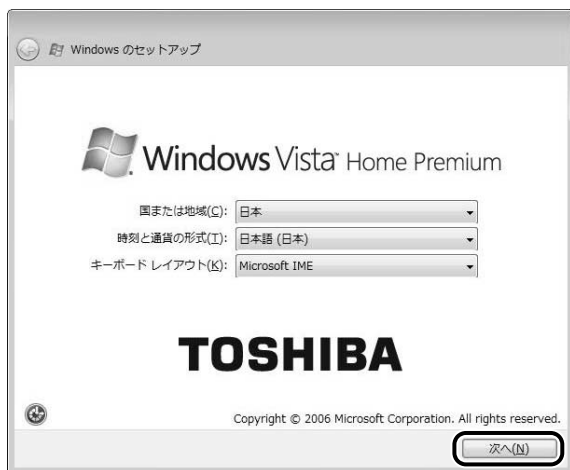 Windows のセットアップ
Windows Vista™ Home Premium
国または地域(C): 日本
時刻と通貨の形式(T): 日本語 (日本)
キーボード レイアウト(K): Microsoft IME
TOSHIBA
Copyright © 2006 Microsoft Corporation. All rights reserved.
次へ(N)